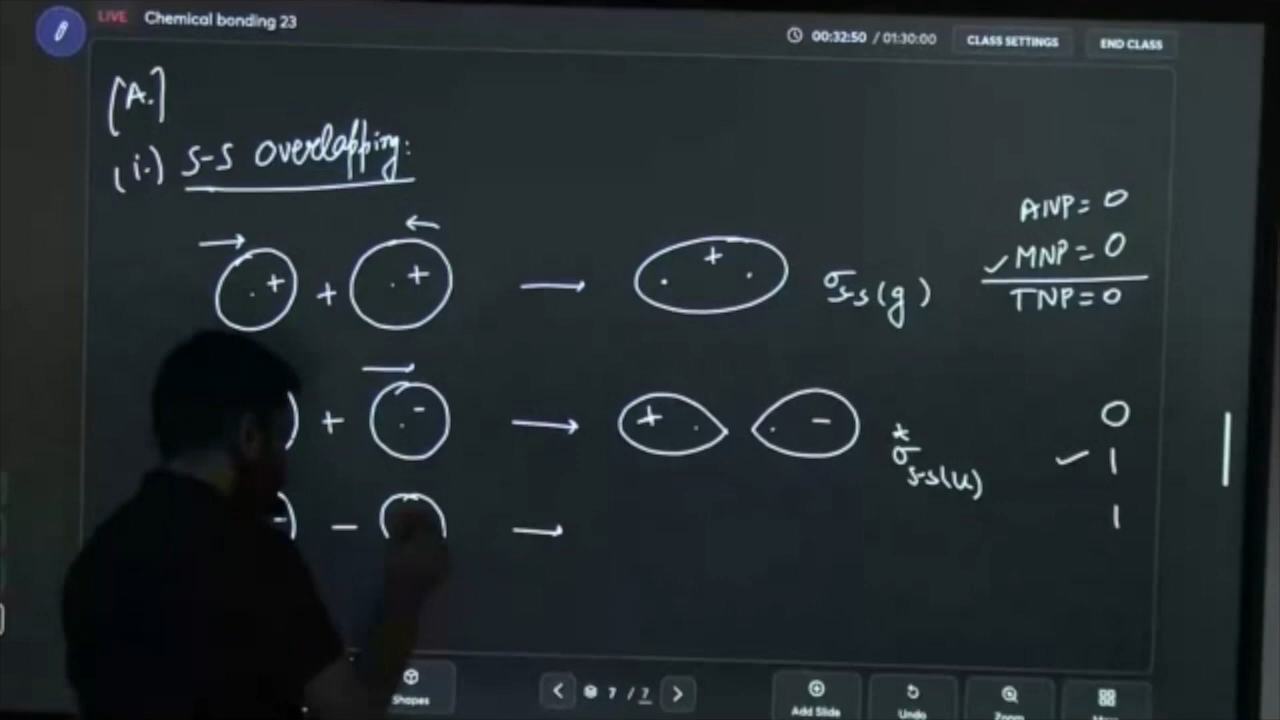 LIVE Chemical bonding 23
00:32:50 / 01:30:00 CLASS SETTINGS END CLASS
[A.]
(i.) s-s overlapping:
+ + + → + σs-s(g)
ANP = 0
✓ MNP = 0
TNP = 0
+ - → + - σ*s-s(u)
0
✓ 1
1
- - →
Shapes < 7 / 7 > Add Slide Undo Zoom